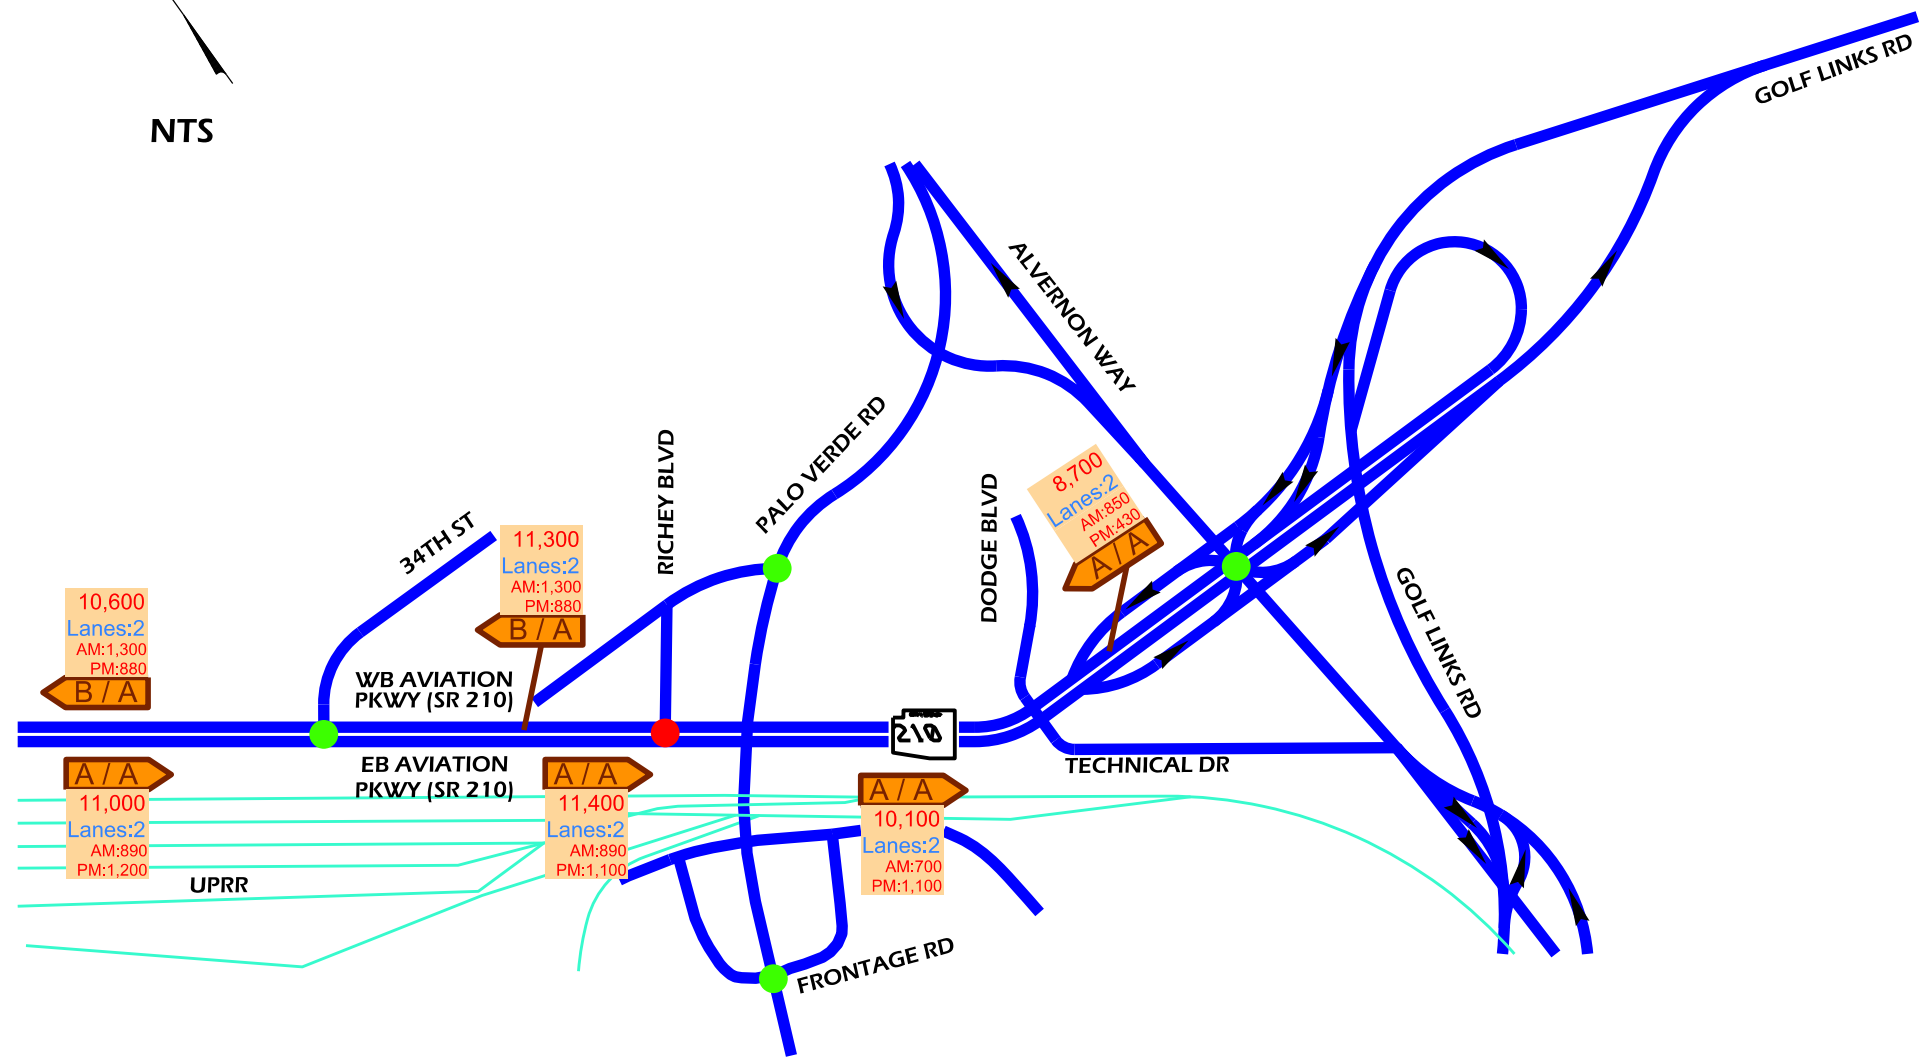 NTS
GOLF LINKS RD
ALVERNON WAY
PALO VERDE RD
RICHEY BLVD
34TH ST
DODGE BLVD
8,700
Lanes:2
AM:850
PM:430
A / A
11,300
Lanes:2
AM:1,300
PM:880
B / A
10,600
Lanes:2
AM:1,300
PM:880
B / A
WB AVIATION
PKWY (SR 210)
GOLF LINKS RD
210
EB AVIATION
PKWY (SR 210)
TECHNICAL DR
A / A
11,000
Lanes:2
AM:890
PM:1,200
A / A
11,400
Lanes:2
AM:890
PM:1,100
A / A
10,100
Lanes:2
AM:700
PM:1,100
UPRR
FRONTAGE RD